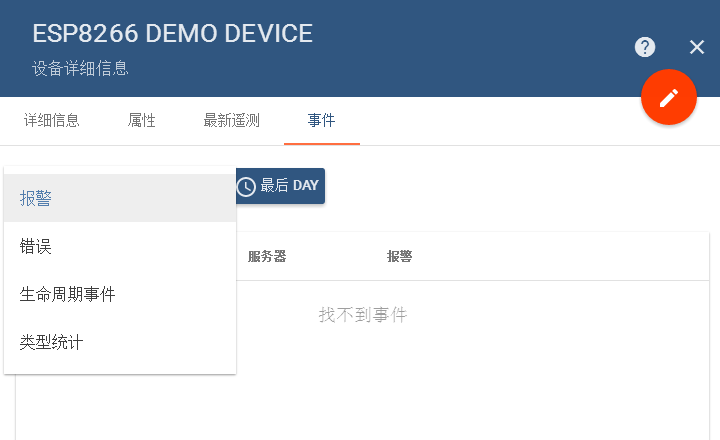 ESP8266 DEMO DEVICE
设备详细信息
详细信息 属性 最新遥测 事件
报警
最后 DAY
错误
服务器 报警
生命周期事件
找不到事件
类型统计